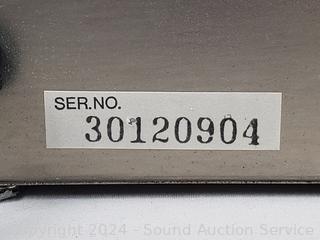 SER.NO.
30120904
Copyright 2024 - Sound Auction Service